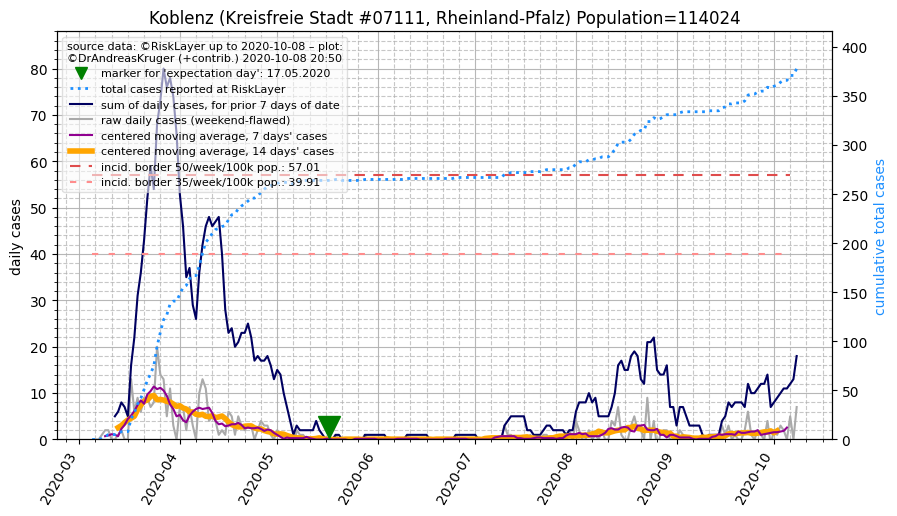 Koblenz (Kreisfreie Stadt #07111, Rheinland-Pfalz) Population=114024
source data: ©RiskLayer up to 2020-10-08 – plot:
©DrAndreasKruger (+contrib.) 2020-10-08 20:50
marker for 'expectation day': 17.05.2020
total cases reported at RiskLayer
sum of daily cases, for prior 7 days of date
raw daily cases (weekend-flawed)
centered moving average, 7 days' cases
centered moving average, 14 days' cases
incid. border 50/week/100k pop.: 57.01
incid. border 35/week/100k pop.: 39.91
daily cases
80
70
60
50
40
30
20
10
0
cumulative total cases
400
350
300
250
200
150
100
50
0
2020-03
2020-04
2020-05
2020-06
2020-07
2020-08
2020-09
2020-10